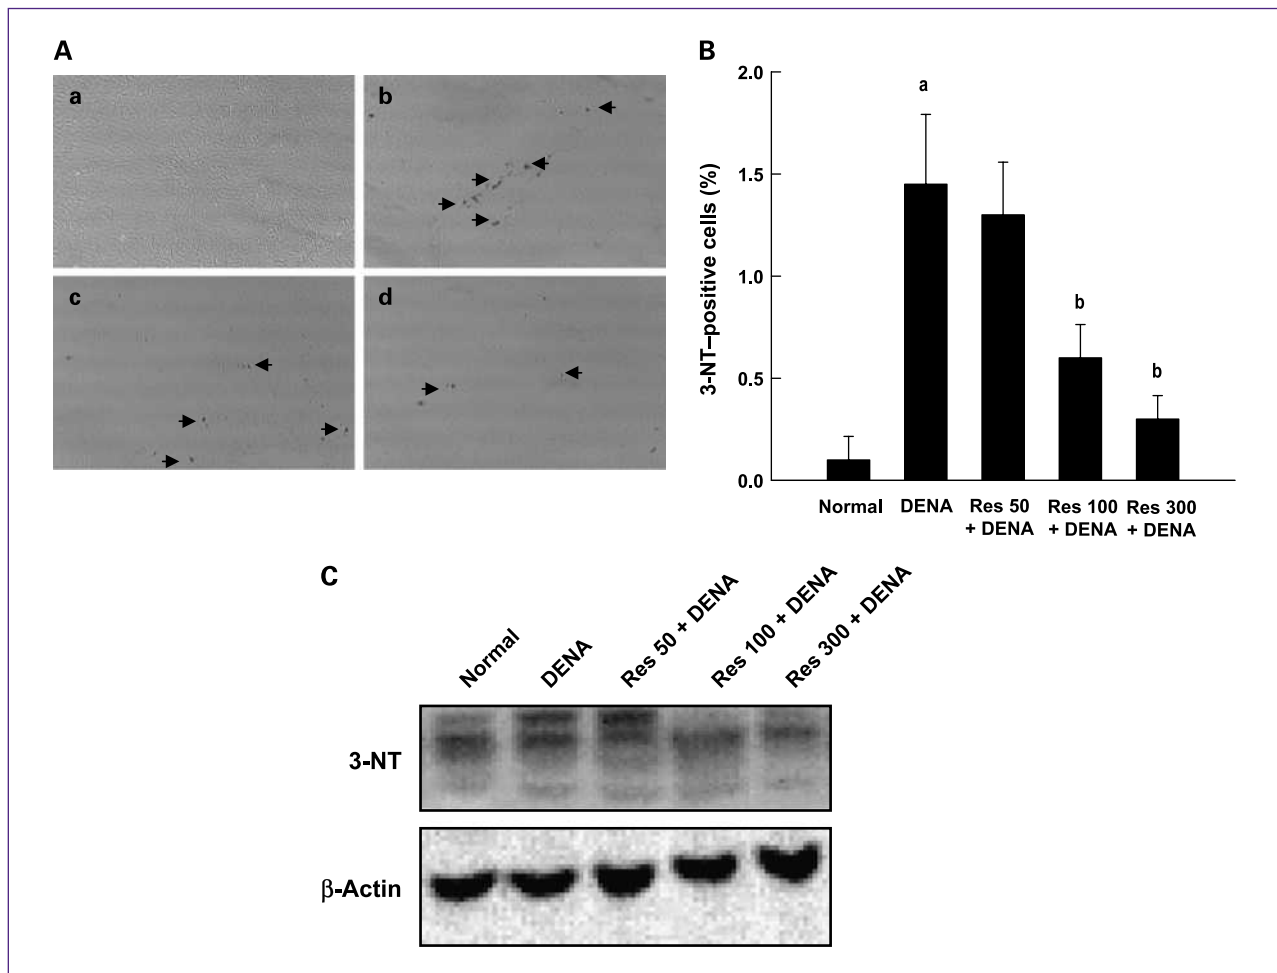 A
a
b
c
d
B
3-NT–positive cells (%)
2.0
1.5
1.0
0.5
0.0
a
b
b
Normal
DENA
Res 50
+ DENA
Res 100
+ DENA
Res 300
+ DENA
C
Normal
DENA
Res 50 + DENA
Res 100 + DENA
Res 300 + DENA
3-NT
β-Actin